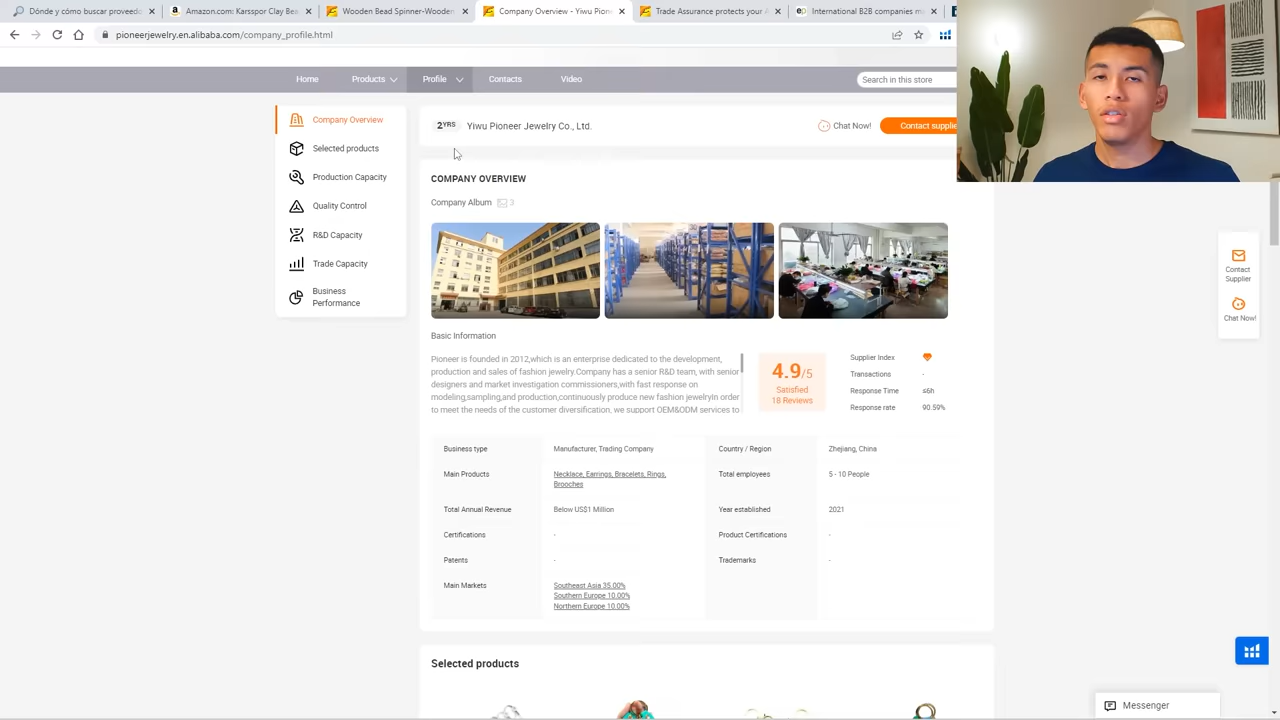 Dónde y cómo buscar proveed
Amazon.com: Karsspor Clay Bea
Wooden Bead Spinner-Wooden
Company Overview - Yiwu Pione
Trade Assurance protects your A
International B2B companies mi
pioneerjewelry.en.alibaba.com/company_profile.html
Home
Products
Profile
Contacts
Video
Search in this store
Company Overview
Selected products
Production Capacity
Quality Control
R&D Capacity
Trade Capacity
Business
Performance
2YRS
Yiwu Pioneer Jewelry Co., Ltd.
Chat Now!
Contact supplie
COMPANY OVERVIEW
Company Album 3
Basic Information
Pioneer is founded in 2012,which is an enterprise dedicated to the development,
production and sales of fashion jewelry.Company has a senior R&D team, with senior
designers and market investigation commissioners,with fast response on
modeling,sampling,and production,continuously produce new fashion jewelryIn order
to meet the needs of the customer diversification, we support OEM&ODM services to
4.9/5
Satisfied
18 Reviews
Supplier Index
Transactions -
Response Time ≤6h
Response rate 90.59%
Business type Manufacturer, Trading Company
Country / Region Zhejiang, China
Main Products Necklace, Earrings, Bracelets, Rings,
Brooches
Total employees 5 - 10 People
Total Annual Revenue Below US$1 Million
Year established 2021
Certifications -
Product Certifications -
Patents -
Trademarks -
Main Markets Southeast Asia 35.00%
Southern Europe 10.00%
Northern Europe 10.00%
Selected products
Contact
Supplier
Chat Now!
Messenger